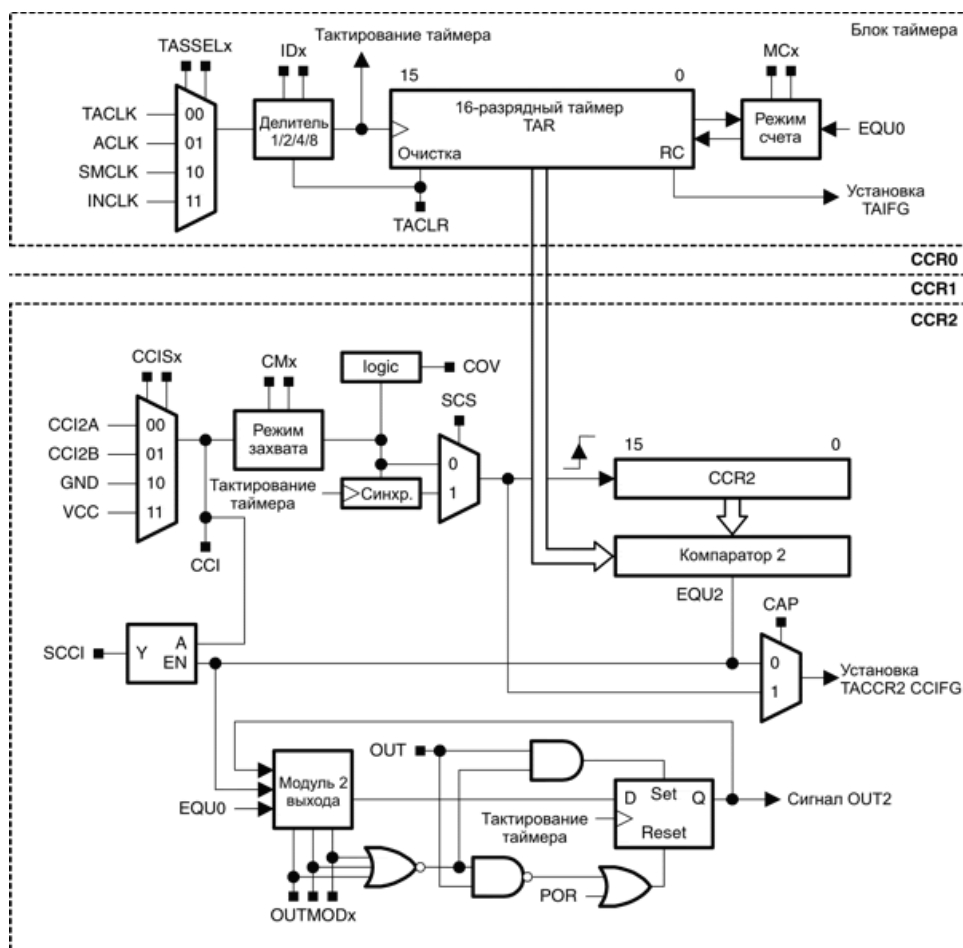 Блок таймера
TASSELx
IDx
Тактирование таймера
MCx
15
0
TACLK
ACLK
SMCLK
INCLK
00
01
10
11
Делитель
1/2/4/8
16-разрядный таймер
TAR
Очистка
RC
Режим
счета
EQU0
TACLR
Установка
TAIFG
CCR0
CCR1
CCR2
CCISx
CMx
logic
COV
SCS
CCI2A
CCI2B
GND
VCC
00
01
10
11
Режим
захвата
Тактирование
таймера
Синхр.
0
1
15
0
CCR2
Компаратор 2
CCI
EQU2
CAP
SCCI
Y
A
EN
0
1
Установка
TACCR2 CCIFG
OUT
Модуль 2
выхода
EQU0
OUTMODx
Тактирование
таймера
D
Set
Q
Reset
Сигнал OUT2
POR